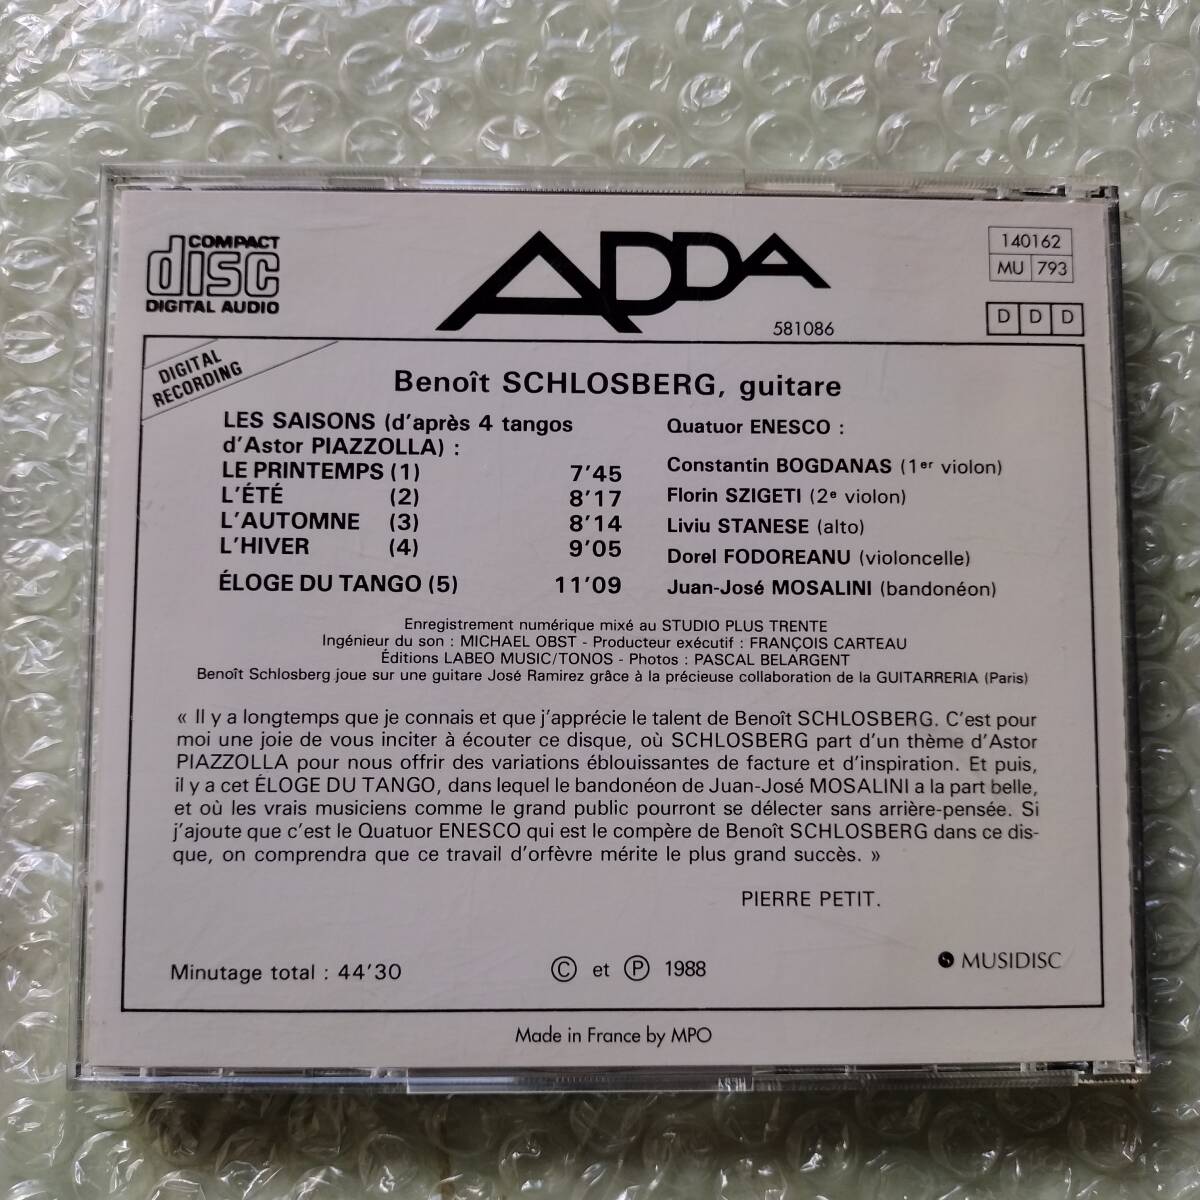 COMPACT
disc
DIGITAL AUDIO
ADDA
581086
140162
MU 793
D D D
DIGITAL
RECORDING
Benoît SCHLOSBERG, guitare
LES SAISONS (d'après 4 tangos
d'Astor PIAZZOLLA) :
LE PRINTEMPS (1) 7'45
L'ÉTÉ (2) 8'17
L'AUTOMNE (3) 8'14
L'HIVER (4) 9'05
ÉLOGE DU TANGO (5) 11'09
Quatuor ENESCO :
Constantin BOGDANAS (1er violon)
Florin SZIGETI (2e violon)
Liviu STANESE (alto)
Dorel FODOREANU (violoncelle)
Juan-José MOSALINI (bandonéon)
Enregistrement numérique mixé au STUDIO PLUS TRENTE
Ingénieur du son : MICHAEL OBST - Producteur exécutif : FRANÇOIS CARTEAU
Éditions LABEO MUSIC/TONOS - Photos : PASCAL BELARGENT
Benoît Schlosberg joue sur une guitare José Ramirez grâce à la précieuse collaboration de la GUITARRERIA (Paris)
« Il y a longtemps que je connais et que j'apprécie le talent de Benoît SCHLOSBERG. C'est pour
moi une joie de vous inciter à écouter ce disque, où SCHLOSBERG part d'un thème d'Astor
PIAZZOLLA pour nous offrir des variations éblouissantes de facture et d'inspiration. Et puis,
il y a cet ÉLOGE DU TANGO, dans lequel le bandonéon de Juan-José MOSALINI a la part belle,
et où les vrais musiciens comme le grand public pourront se délecter sans arrière-pensée. Si
j'ajoute que c'est le Quatuor ENESCO qui est le compère de Benoît SCHLOSBERG dans ce dis-
que, on comprendra que ce travail d'orfèvre mérite le plus grand succès. »
PIERRE PETIT.
Minutage total : 44'30
© et ℗ 1988
MUSIDISC
Made in France by MPO